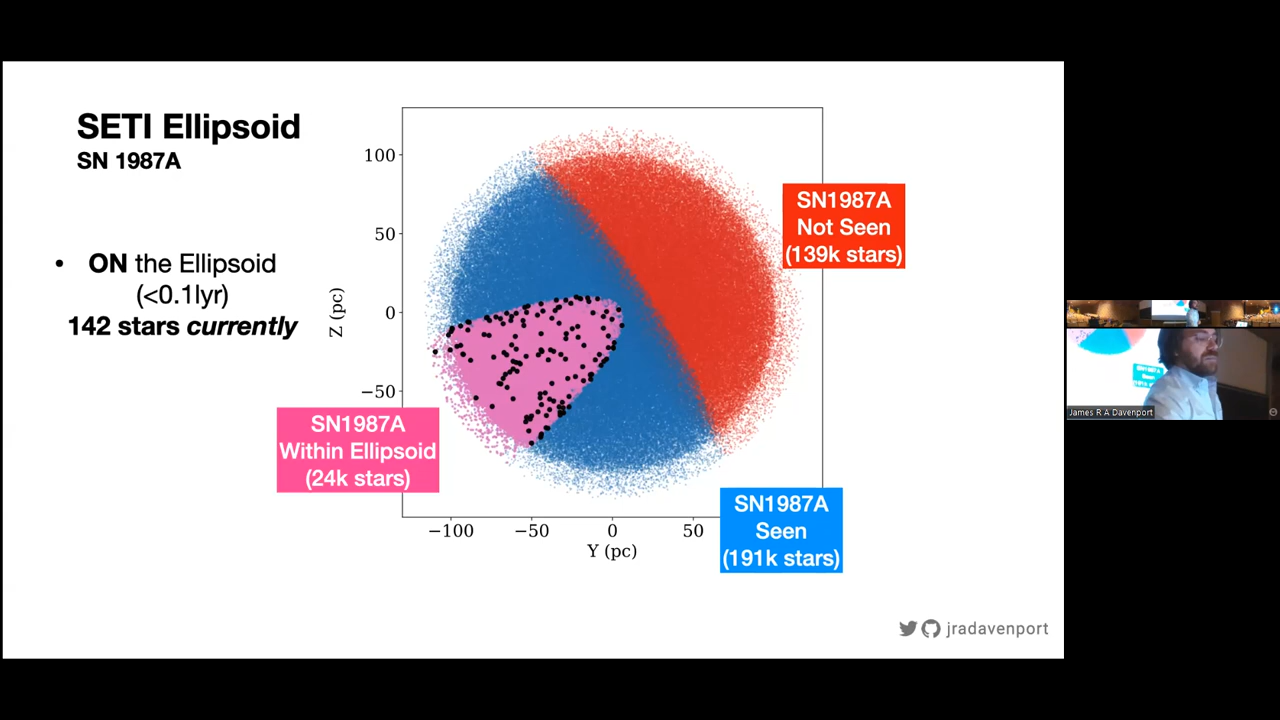 SETI Ellipsoid
SN 1987A
• ON the Ellipsoid
(<0.1lyr)
142 stars currently
100
50
0
−50
Z (pc)
−100
−50
0
50
Y (pc)
SN1987A
Not Seen
(139k stars)
SN1987A
Within Ellipsoid
(24k stars)
SN1987A
Seen
(191k stars)
jradavenport
SN1987A
Seen
James R A Davenport